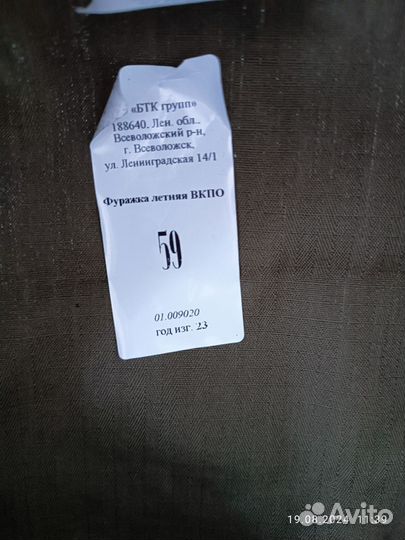 «БТК групп»
188640. Лен. обл..
Всеволожский р-н,
г. Всеволожск,
ул. Ленинградская 14/1
Фуражка летняя ВКПО
59
01.009020
год изг. 23
19.08.2024 11:39
Avito